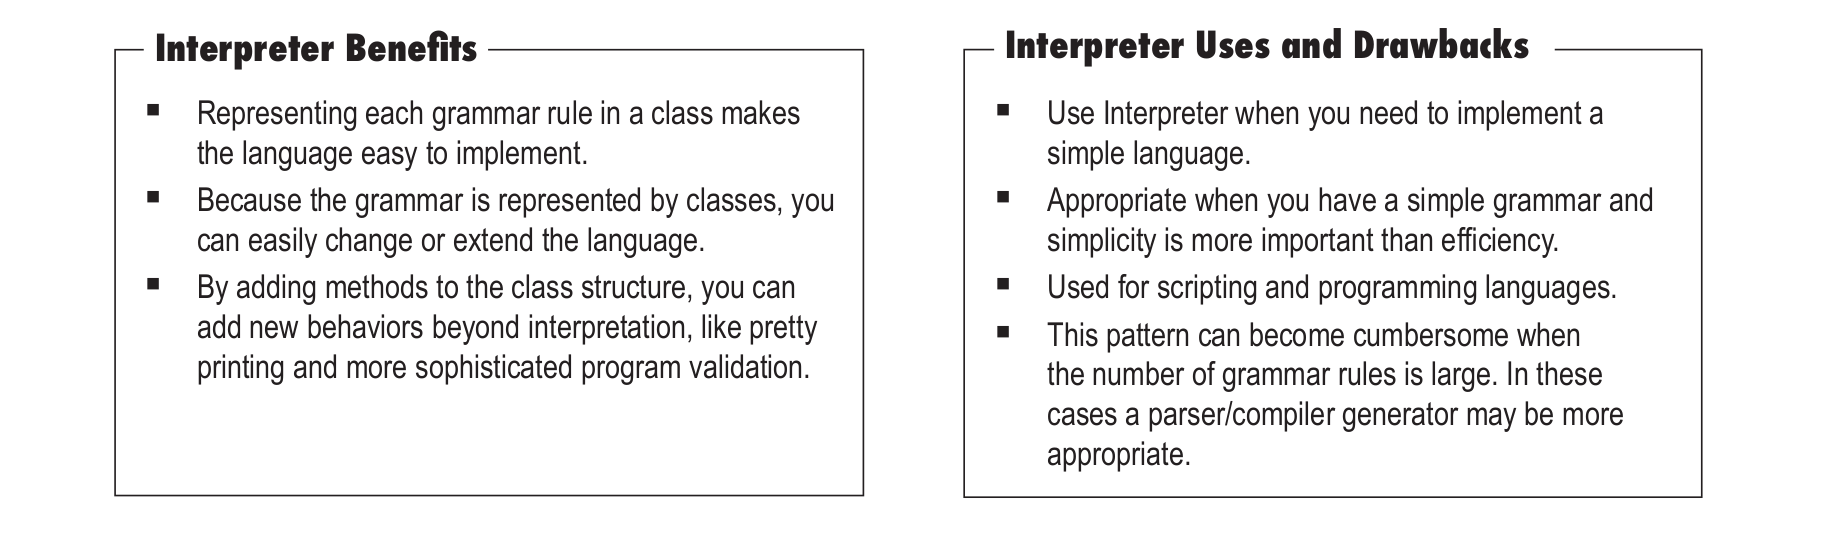 Interpreter Benefits
▪ Representing each grammar rule in a class makes
the language easy to implement.
▪ Because the grammar is represented by classes, you
can easily change or extend the language.
▪ By adding methods to the class structure, you can
add new behaviors beyond interpretation, like pretty
printing and more sophisticated program validation.
Interpreter Uses and Drawbacks
▪ Use Interpreter when you need to implement a
simple language.
▪ Appropriate when you have a simple grammar and
simplicity is more important than efficiency.
▪ Used for scripting and programming languages.
▪ This pattern can become cumbersome when
the number of grammar rules is large. In these
cases a parser/compiler generator may be more
appropriate.